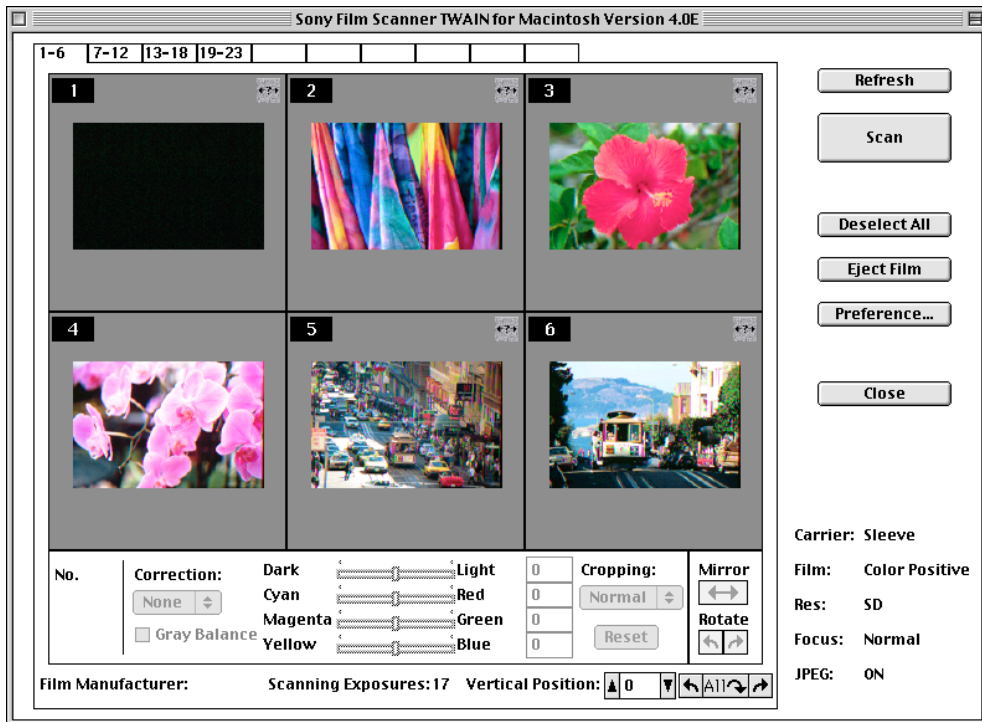 Sony Film Scanner TWAIN for Macintosh Version 4.0E
1-6 7-12 13-18 19-23
1 2 3
4 5 6
Refresh
Scan
Deselect All
Eject Film
Preference...
Close
Carrier: Sleeve
Film: Color Positive
Res: SD
Focus: Normal
JPEG: ON
No.
Correction:
None
Gray Balance
Dark Light 0
Cyan Red 0
Magenta Green 0
Yellow Blue 0
Cropping:
Normal
Reset
Mirror
Rotate
Film Manufacturer: Scanning Exposures:17 Vertical Position: 0 All